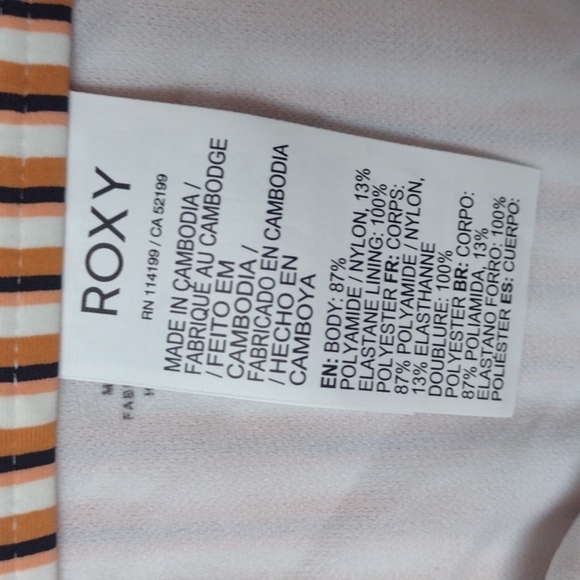 ROXY
RN 114199 / CA 52199
MADE IN CAMBODIA /
FABRIQUÉ AU CAMBODGE
/ FEITO EM
CAMBODIA /
FABRICADO EN CAMBODIA
/ HECHO EN
CAMBOYA
EN: BODY: 87%
POLYAMIDE / NYLON, 13%
ELASTANE LINING: 100%
POLYESTER FR: CORPS:
87% POLYAMIDE / NYLON,
13% ELASTHANNE
DOUBLURE: 100%
POLYESTER BR: CORPO:
87% POLIAMIDA, 13%
ELASTANO FORRO: 100%
POLIÉSTER ES: CUERPO:
M
FAB